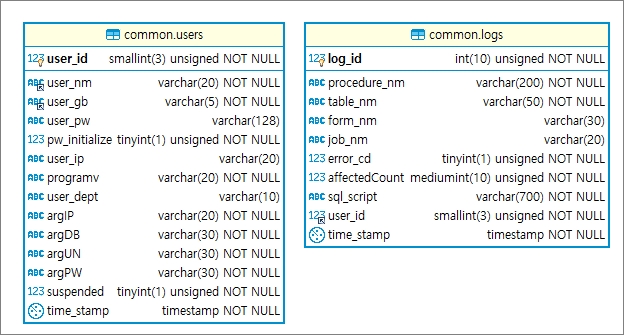 common.users
123 user_id smallint(3) unsigned NOT NULL
ABC user_nm varchar(20) NOT NULL
ABC user_gb varchar(5) NOT NULL
ABC user_pw varchar(128)
123 pw_initialize tinyint(1) unsigned NOT NULL
ABC user_ip varchar(20)
ABC programv varchar(20) NOT NULL
ABC user_dept varchar(10)
ABC argIP varchar(20) NOT NULL
ABC argDB varchar(30) NOT NULL
ABC argUN varchar(30) NOT NULL
ABC argPW varchar(30) NOT NULL
123 suspended tinyint(1) unsigned NOT NULL
time_stamp timestamp NOT NULL
common.logs
123 log_id int(10) unsigned NOT NULL
ABC procedure_nm varchar(200) NOT NULL
ABC table_nm varchar(50) NOT NULL
ABC form_nm varchar(30)
ABC job_nm varchar(20)
123 error_cd tinyint(1) unsigned NOT NULL
123 affectedCount mediumint(10) unsigned NOT NULL
ABC sql_script varchar(700) NOT NULL
123 user_id smallint(3) unsigned NOT NULL
time_stamp timestamp NOT NULL